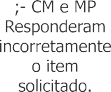 ;- CM e MP
Responderam
incorretamente
o item
solicitado.